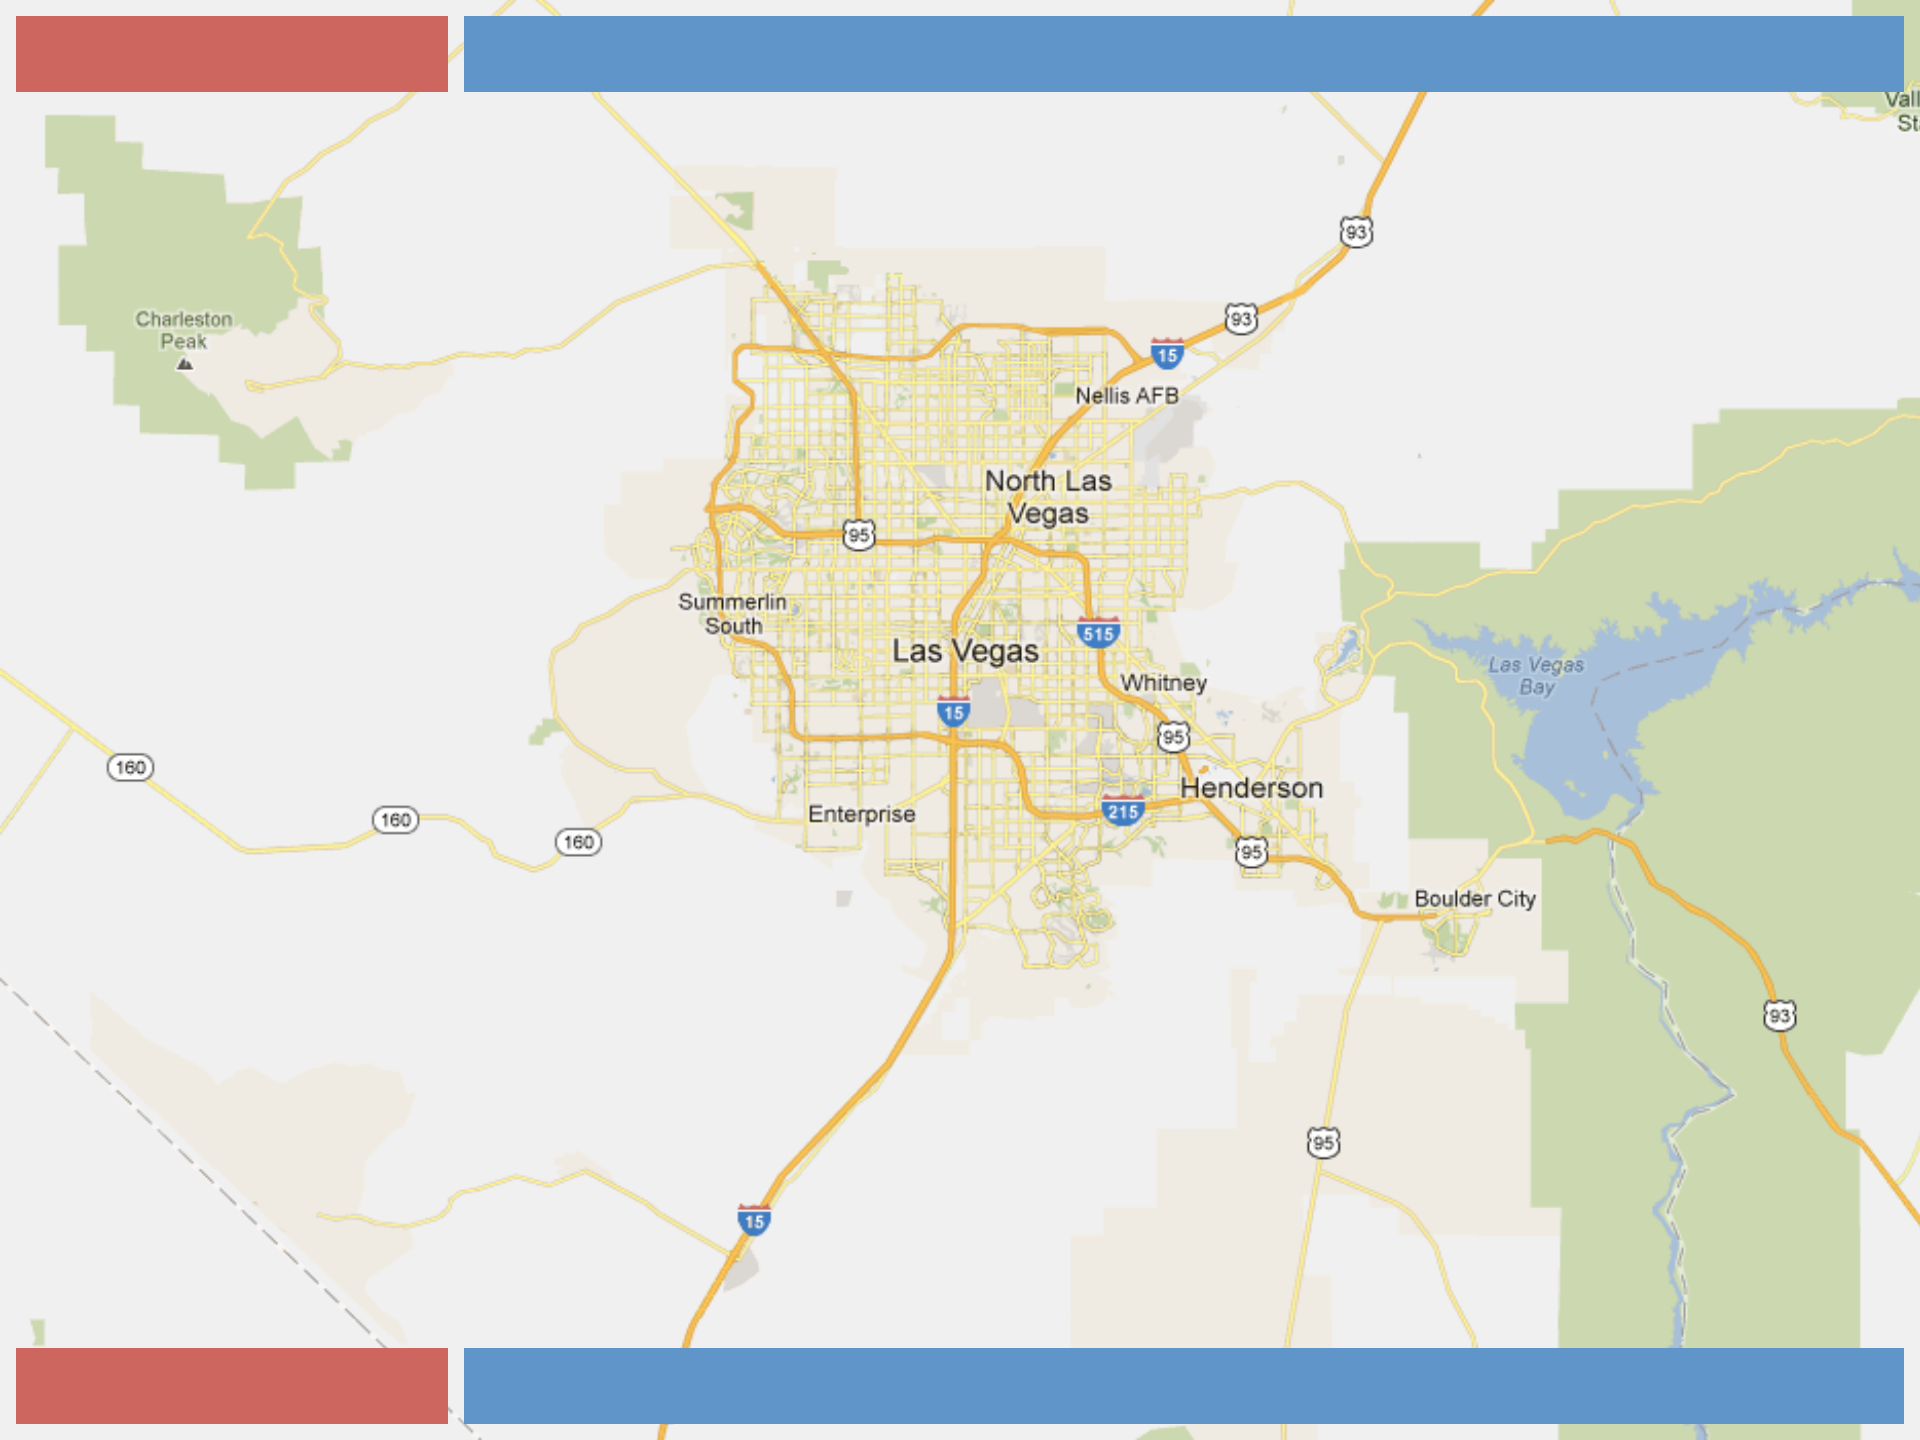 Vall
St
93
Charleston
Peak
93
15
Nellis AFB
North Las
Vegas
95
Summerlin
South
515
Las Vegas
Las Vegas
Bay
Whitney
15
95
160
Henderson
215
Enterprise
160
160
95
Boulder City
93
95
15